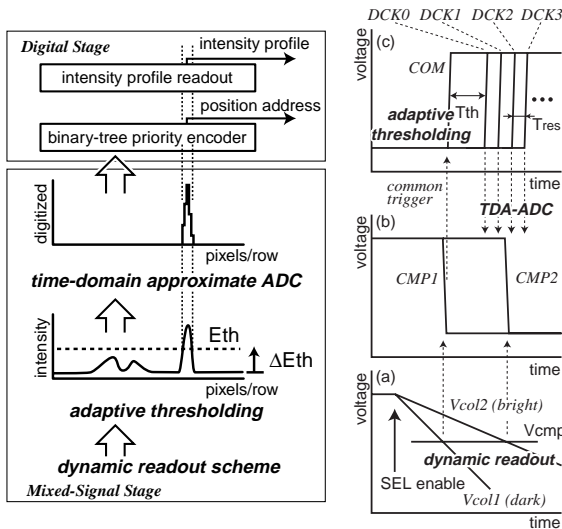 Digital Stage
intensity profile
intensity profile readout
position address
binary-tree priority encoder
digitized
pixels/row
time-domain approximate ADC
intensity
Eth
ΔEth
pixels/row
adaptive thresholding
dynamic readout scheme
Mixed-Signal Stage
DCK0 DCK1 DCK2 DCK3
voltage
(c)
COM
Tth
adaptive
thresholding
Tres
time
common
trigger
TDA-ADC
voltage
(b)
CMP1
CMP2
time
voltage
(a)
Vcol2 (bright)
Vcmp
dynamic readout
SEL enable
Vcol1 (dark)
time